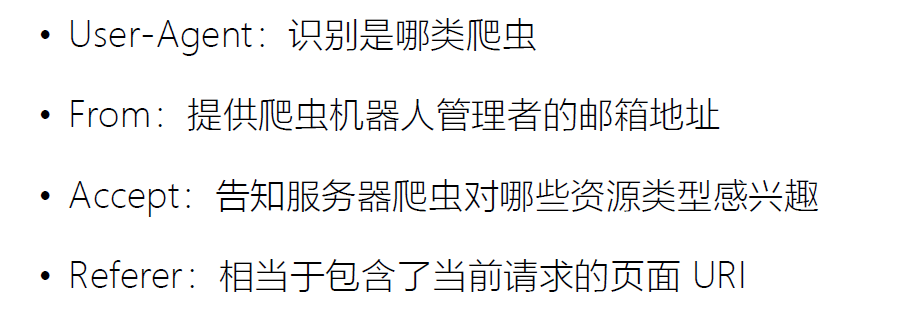 • User-Agent：识别是哪类爬虫
• From：提供爬虫机器人管理者的邮箱地址
• Accept：告知服务器爬虫对哪些资源类型感兴趣
• Referer：相当于包含了当前请求的页面 URI